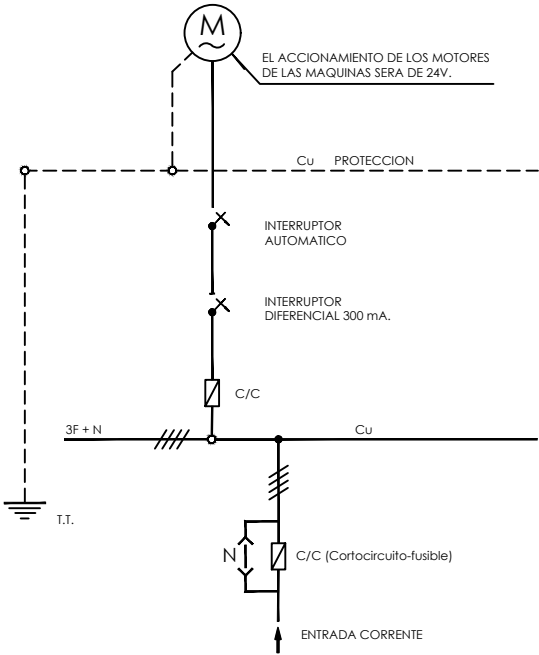 M
EL ACCIONAMIENTO DE LOS MOTORES
DE LAS MAQUINAS SERA DE 24V.
Cu PROTECCION
INTERRUPTOR
AUTOMATICO
INTERRUPTOR
DIFERENCIAL 300 mA.
C/C
3F + N
Cu
T.T.
N
C/C (Cortocircuito-fusible)
ENTRADA CORRENTE